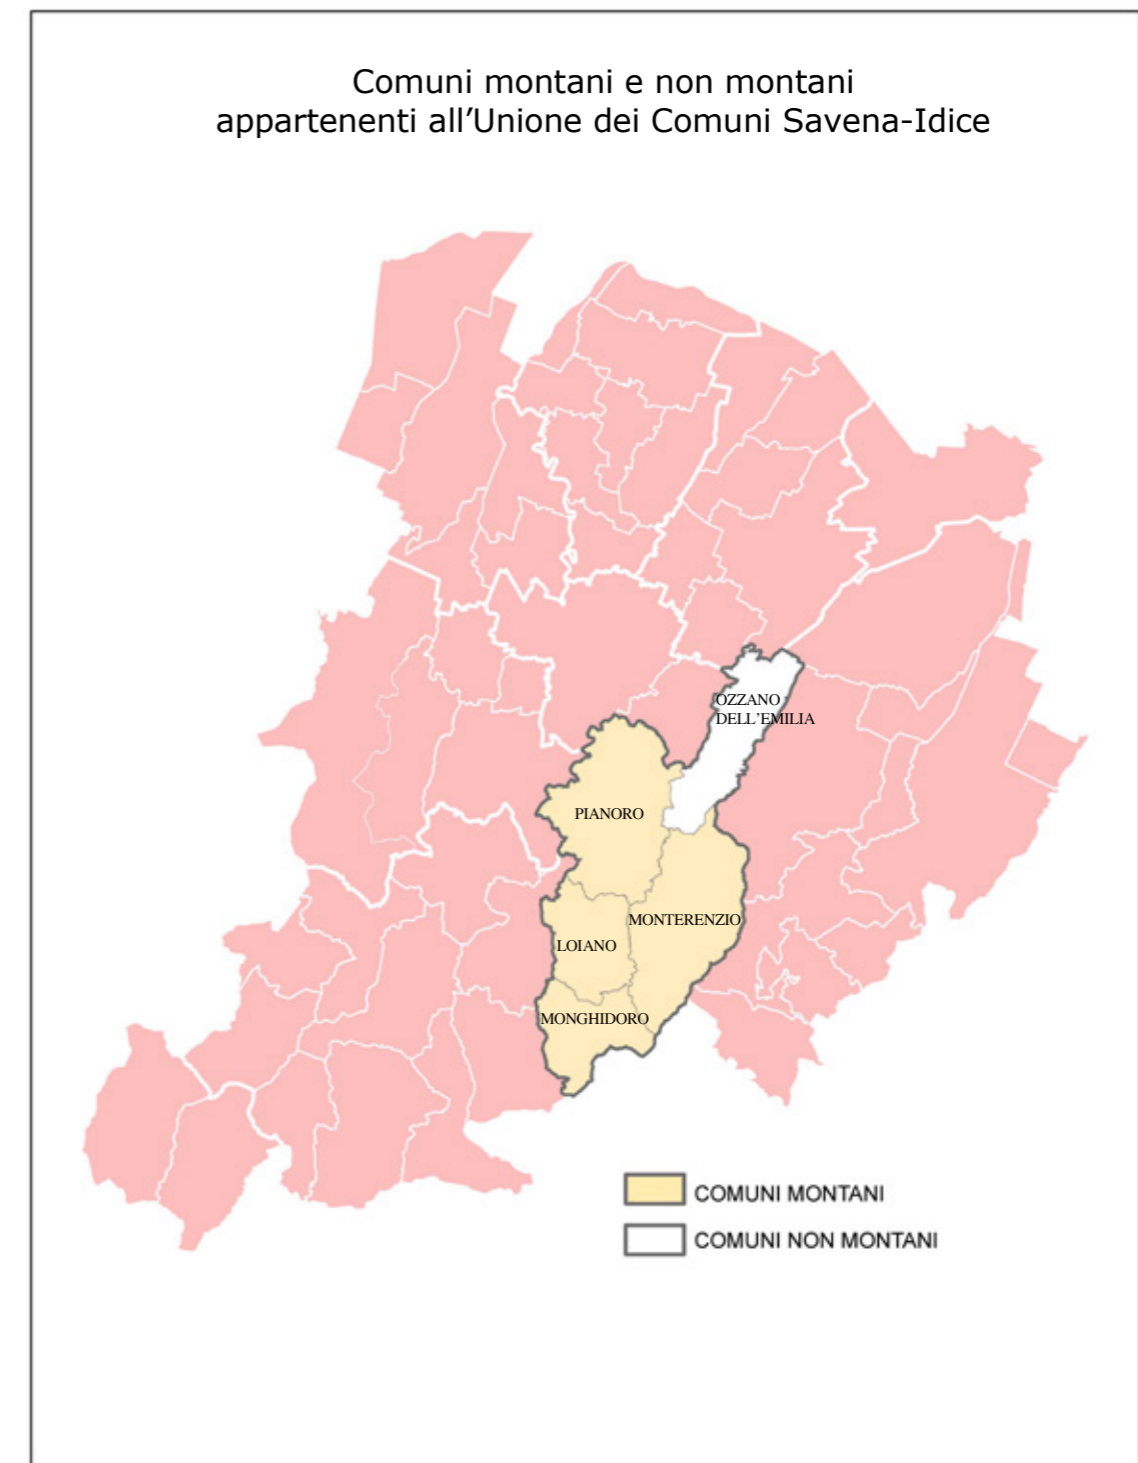 Comuni montani e non montani
appartenenti all’Unione dei Comuni Savena-Idice
OZZANO
DELL’EMILIA
PIANORO
MONTERENZIO
LOIANO
MONGHIDORO
COMUNI MONTANI
COMUNI NON MONTANI